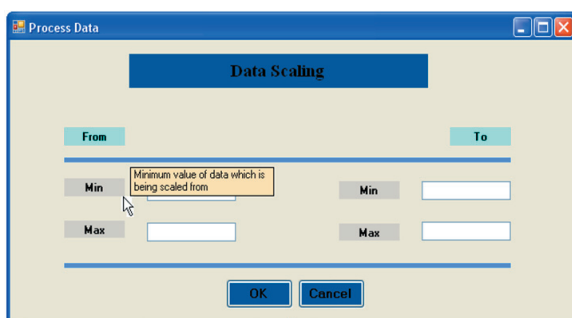 Process Data
Data Scaling
From To
Minimum value of data which is
being scaled from
Min Min
Max Max
OK Cancel